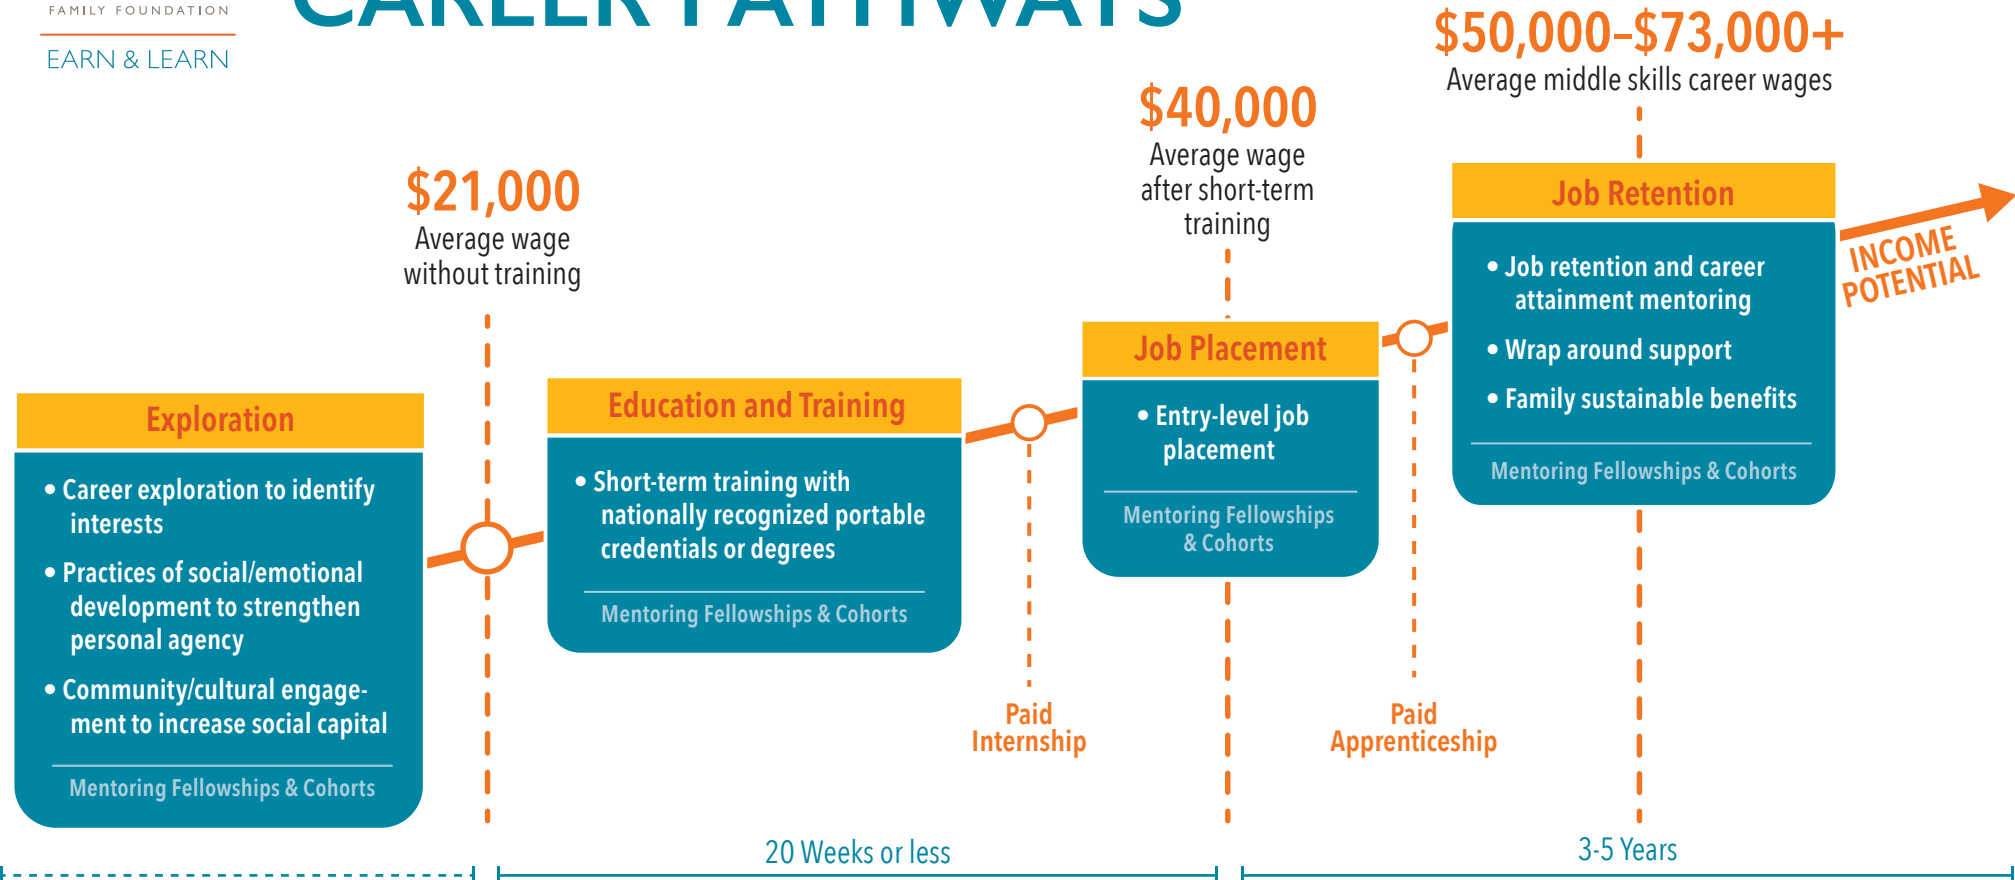 FAMILY FOUNDATION
EARN & LEARN
CAREER PATHWAYS
$50,000–$73,000+
Average middle skills career wages
$40,000
Average wage
after short-term
training
$21,000
Average wage
without training
Job Retention
• Job retention and career
attainment mentoring
• Wrap around support
• Family sustainable benefits
Mentoring Fellowships & Cohorts
INCOME
POTENTIAL
Job Placement
• Entry-level job
placement
Mentoring Fellowships
& Cohorts
Education and Training
• Short-term training with
nationally recognized portable
credentials or degrees
Mentoring Fellowships & Cohorts
Exploration
• Career exploration to identify
interests
• Practices of social/emotional
development to strengthen
personal agency
• Community/cultural engage-
ment to increase social capital
Mentoring Fellowships & Cohorts
Paid
Internship
Paid
Apprenticeship
20 Weeks or less
3-5 Years